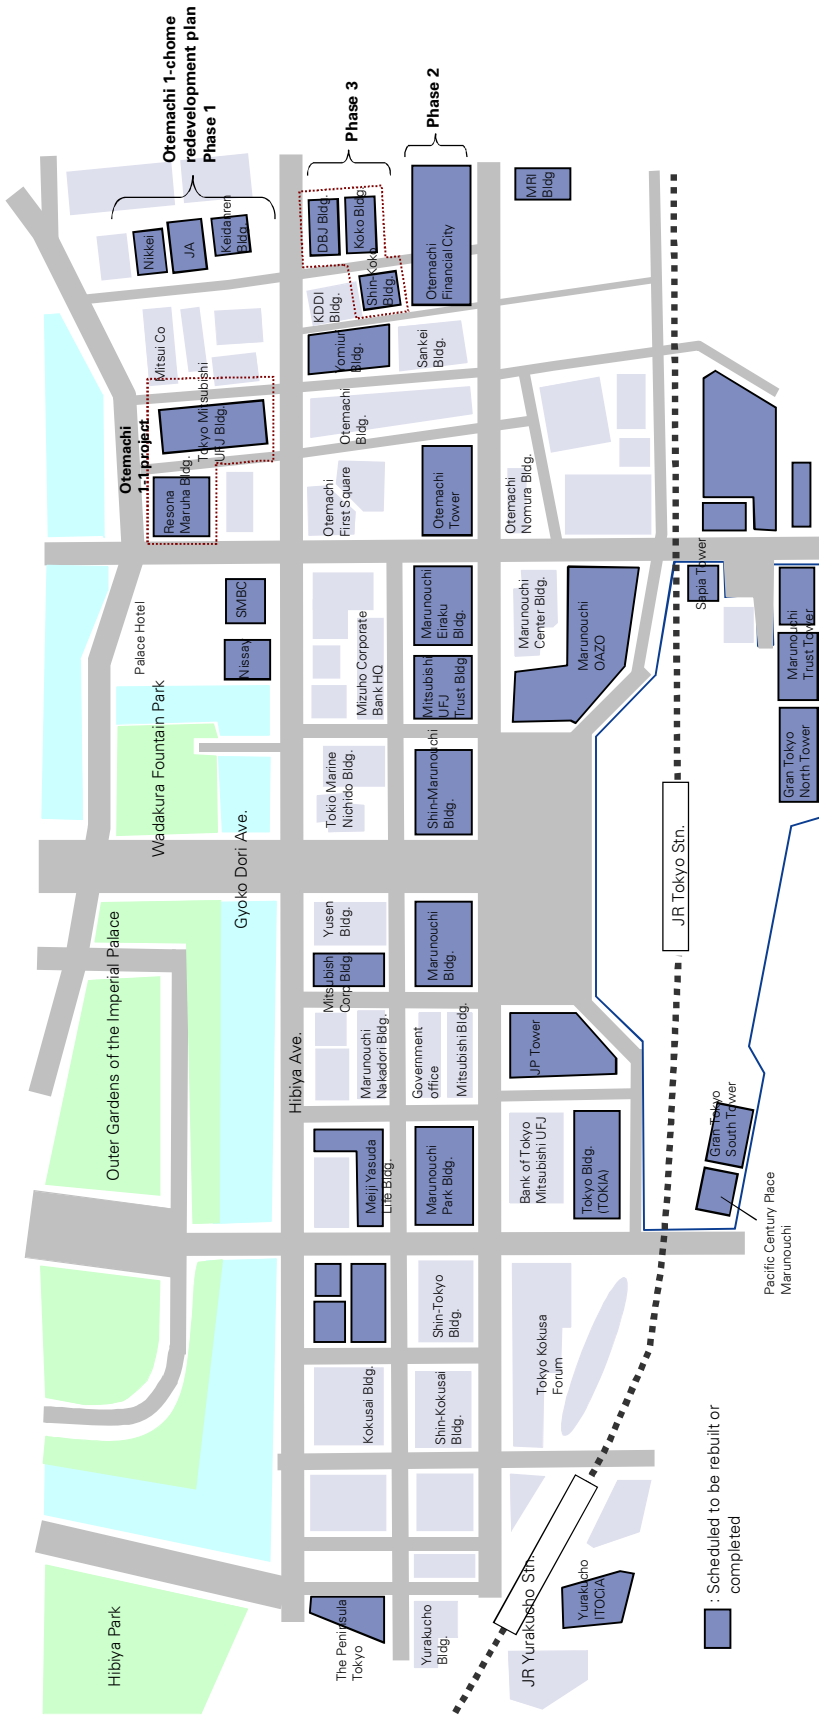 Otemachi 1-chome
redevelopment plan
Phase 1
Phase 3
Phase 2
Nikkei
JA
Keidanren
Bldg.
DBJ Bldg.
Koko Bldg
Shin-Koko
Bldg.
Otemachi
Financial City
MRI
Bldg
KDDI
Bldg.
Mitsui Co
Yomiuri
Bldg.
Sankei
Bldg.
Otemachi
1-1 project
Tokyo Mitsubishi
UFJ Bldg.
Otemachi
Bldg.
Resona
Maruha Bldg.
Otemachi
First Square
Otemachi
Tower
Otemachi
Nomura Bldg.
Palace Hotel
SMBC
Nissay
Mizuho Corporate
Bank HQ
Marunouchi
Eiraku
Bldg.
Mitsubishi
UFJ
Trust Bldg
Marunouchi
Center Bldg.
Marunouchi
OAZO
Sapia Tower
Marunouchi
Trust Tower
Gran Tokyo
North Tower
Wadakura Fountain Park
Tokio Marine
Nichido Bldg.
Shin-Marunouchi
Bldg.
Gyoko Dori Ave.
JR Tokyo Stn.
Outer Gardens of the Imperial Palace
Yusen
Bldg.
Mitsubish
Corp Bldg
Marunouchi
Bldg.
Hibiya Ave.
Marunouchi
Nakadori Bldg.
Government
office
Mitsubishi Bldg.
JP Tower
Meiji Yasuda
Life Bldg.
Marunouchi
Park Bldg.
Bank of Tokyo
Mitsubishi UFJ
Tokyo Bldg.
(TOKIA)
Gran Tokyo
South Tower
Pacific Century Place
Marunouchi
Shin-Tokyo
Bldg.
Tokyo Kokusa
Forum
Kokusai Bldg.
Shin-Kokusai
Bldg.
Hibiya Park
The Peninsula
Tokyo
Yurakucho
Bldg.
JR Yurakucho Stn.
Yurakucho
ITOCiA
: Scheduled to be rebuilt or
completed